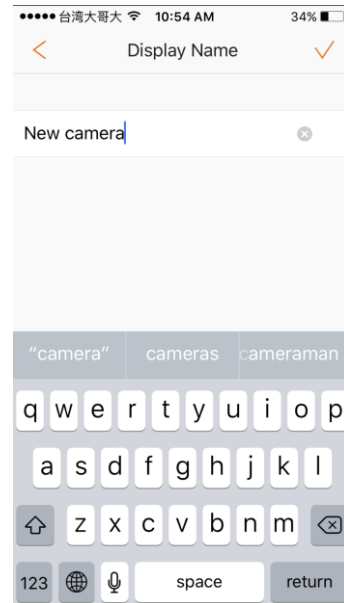 ●●●●● 台湾大哥大 10:54 AM 34%
Display Name
New camera
"camera" cameras cameraman
q w e r t y u i o p
a s d f g h j k l
z x c v b n m
123 space return